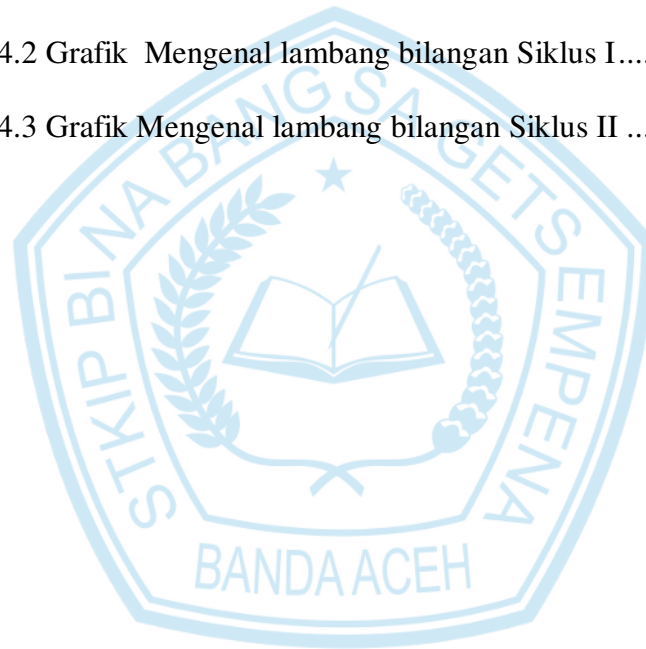 4.2 Grafik  Mengenal lambang bilangan Siklus I....
4.3 Grafik Mengenal lambang bilangan Siklus II ...
STKIP BINA BANGSA GETSEMPENA
BANDA ACEH